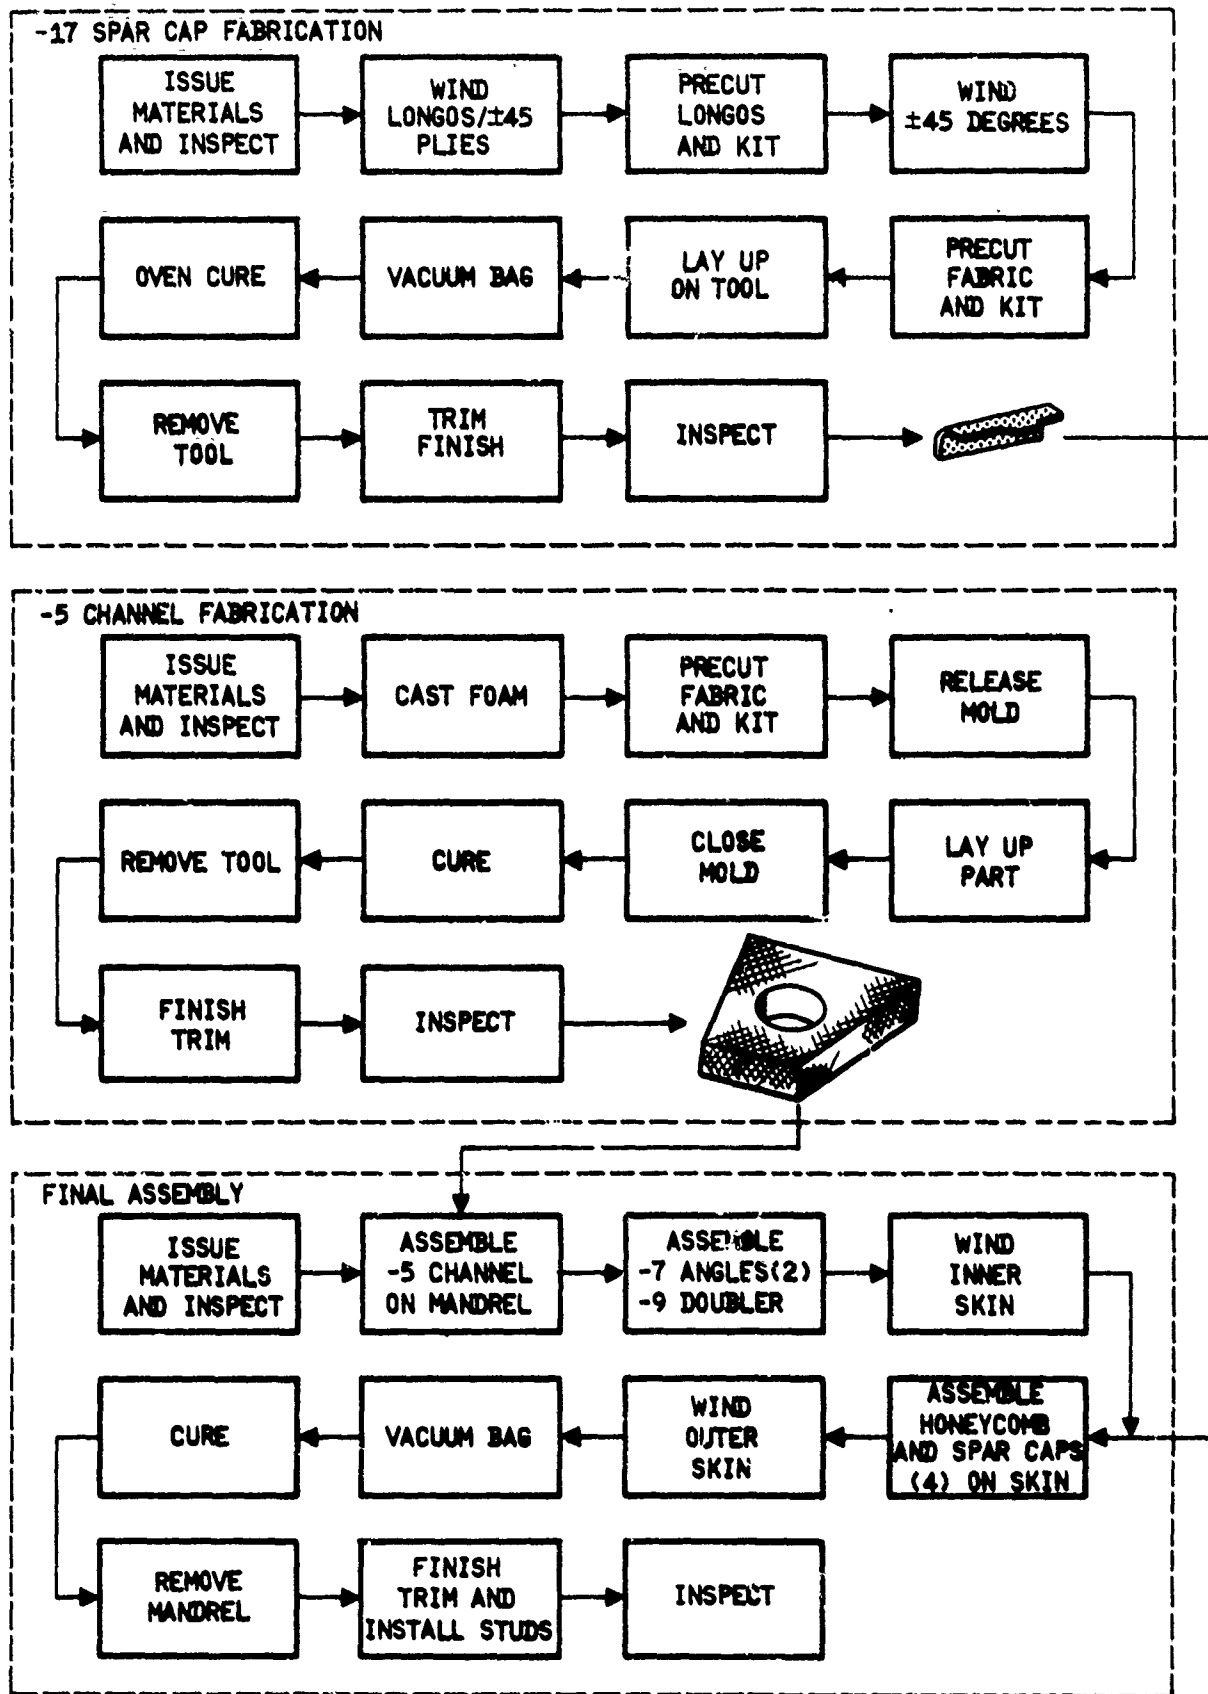 -17 SPAR CAP FABRICATION
ISSUE
MATERIALS
AND INSPECT
WIND
LONGOS/±45
PLIES
PRECUT
LONGOS
AND KIT
WIND
±45 DEGREES
PRECUT
FABRIC
AND KIT
LAY UP
ON TOOL
VACUUM BAG
OVEN CURE
REMOVE
TOOL
TRIM
FINISH
INSPECT
-5 CHANNEL FABRICATION
ISSUE
MATERIALS
AND INSPECT
CAST FOAM
PRECUT
FABRIC
AND KIT
RELEASE
MOLD
LAY UP
PART
CLOSE
MOLD
CURE
REMOVE TOOL
FINISH
TRIM
INSPECT
FINAL ASSEMBLY
ISSUE
MATERIALS
AND INSPECT
ASSEMBLE
-5 CHANNEL
ON MANDREL
ASSEMBLE
-7 ANGLES(2)
-9 DOUBLER
WIND
INNER
SKIN
ASSEMBLE
HONEYCOMB
AND SPAR CAPS
(4) ON SKIN
WIND
OUTER
SKIN
VACUUM BAG
CURE
REMOVE
MANDREL
FINISH
TRIM AND
INSTALL STUDS
INSPECT